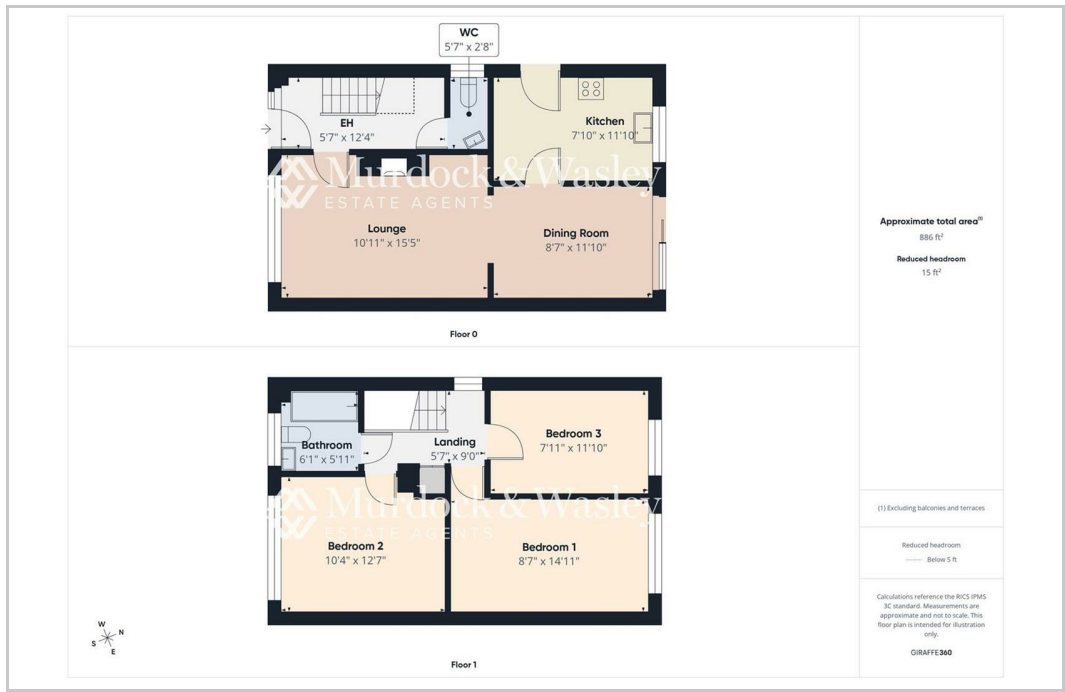 WC
5'7" x 2'8"
EH
5'7" x 12'4"
Kitchen
7'10" x 11'10"
Murdock & Wasley
ESTATE AGENTS
Lounge
10'11" x 15'5"
Dining Room
8'7" x 11'10"
Floor 0
Approximate total area(1)
886 ft²
Reduced headroom
15 ft²
Bathroom
6'1" x 5'11"
Landing
5'7" x 9'0"
Bedroom 3
7'11" x 11'10"
Murdock & Wasley
ESTATE AGENTS
Bedroom 2
10'4" x 12'7"
Bedroom 1
8'7" x 14'11"
Floor 1
W
N
S
E
(1) Excluding balconies and terraces
Reduced headroom
Below 5 ft
Calculations reference the RICS IPMS
3C standard. Measurements are
approximate and not to scale. This
floor plan is intended for illustration
only.
GIRAFFE360